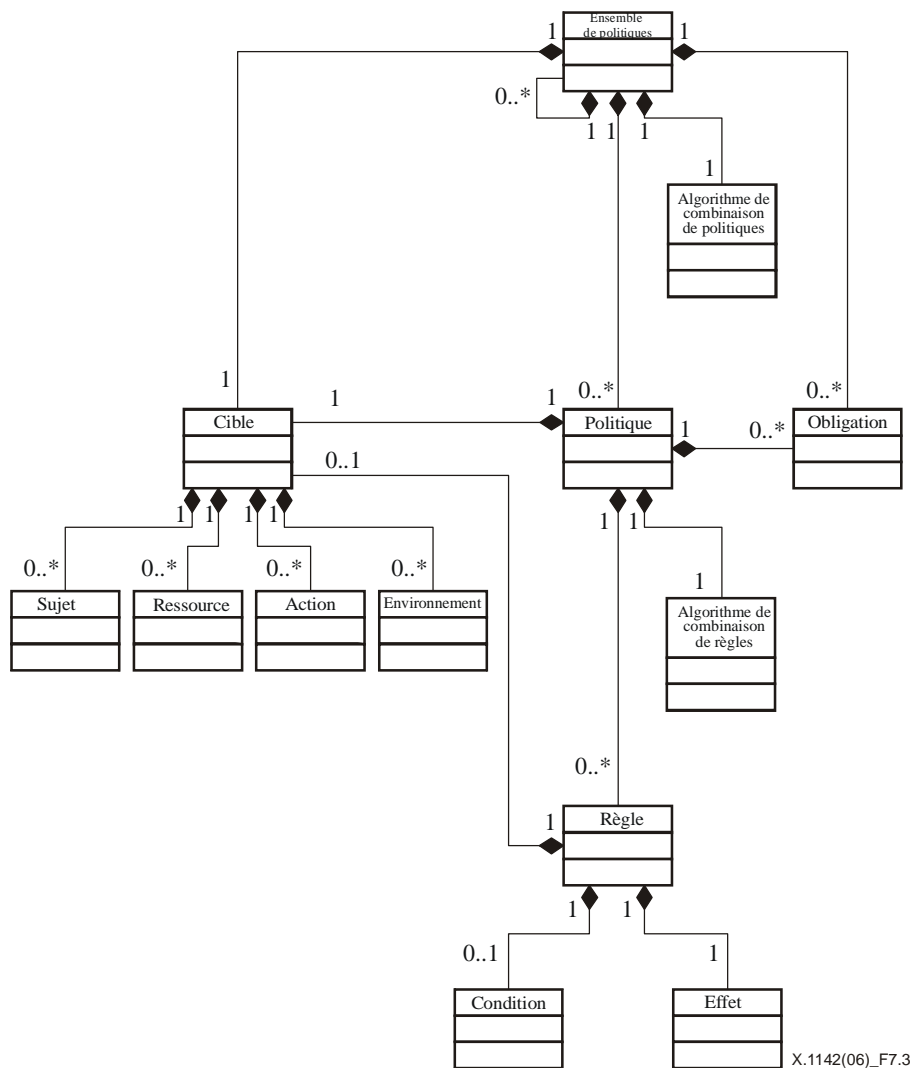 Ensemble
de politiques
1
1
0..*
1
1
1
1
Algorithme de
combinaison
de politiques
1
0..*
0..*
1
1
Cible
Politique
Obligation
1
0..*
0..1
1
1
1
1
1
1
0..*
0..*
0..*
0..*
1
Sujet
Ressource
Action
Environnement
Algorithme de
combinaison
de règles
0..*
1
Règle
1
1
0..1
1
Condition
Effet
X.1142(06)_F7.3